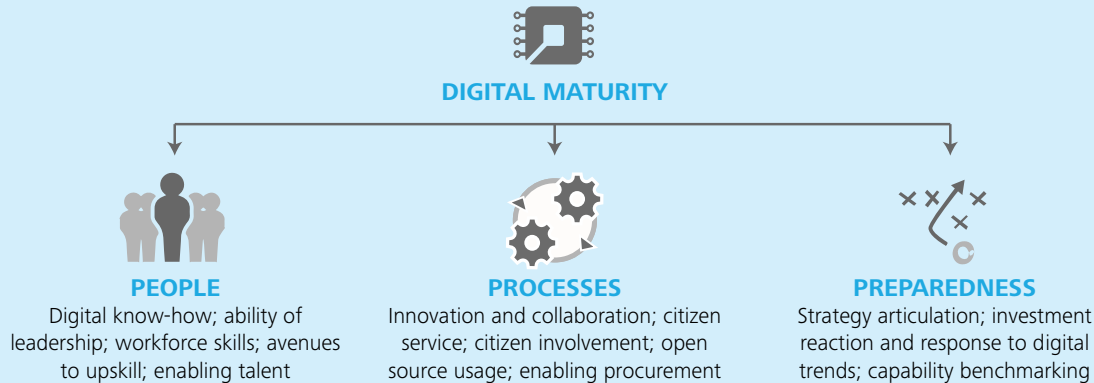 DIGITAL MATURITY
PEOPLE
Digital know-how; ability of
leadership; workforce skills; avenues
to upskill; enabling talent
PROCESSES
Innovation and collaboration; citizen
service; citizen involvement; open
source usage; enabling procurement
PREPAREDNESS
Strategy articulation; investment
reaction and response to digital
trends; capability benchmarking